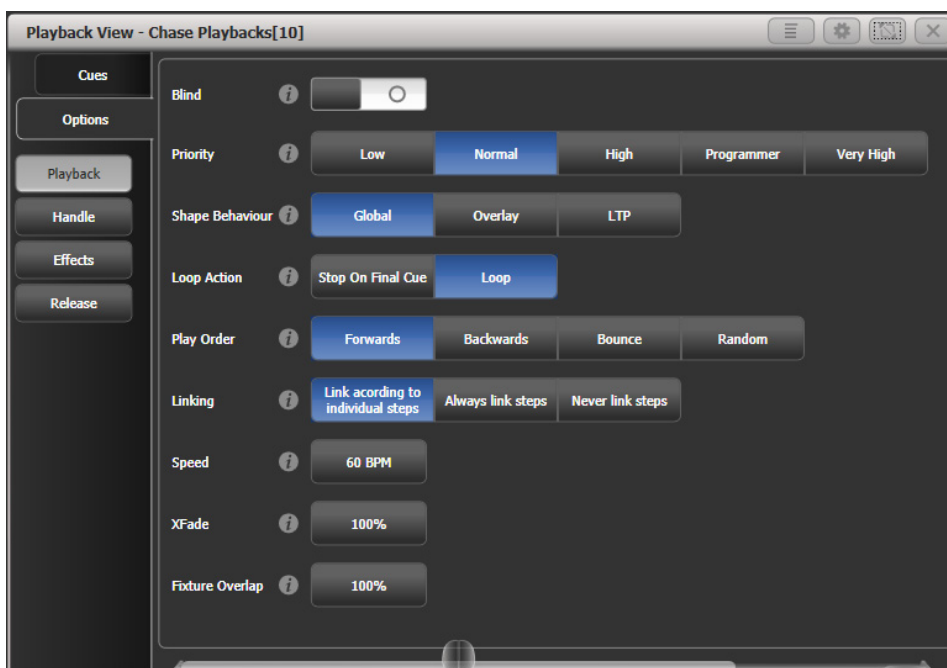 Playback View - Chase Playbacks[10]
Cues
Options
Playback
Handle
Effects
Release
Blind
Priority Low Normal High Programmer Very High
Shape Behaviour Global Overlay LTP
Loop Action Stop On Final Cue Loop
Play Order Forwards Backwards Bounce Random
Linking Link acording to individual steps Always link steps Never link steps
Speed 60 BPM
XFade 100%
Fixture Overlap 100%